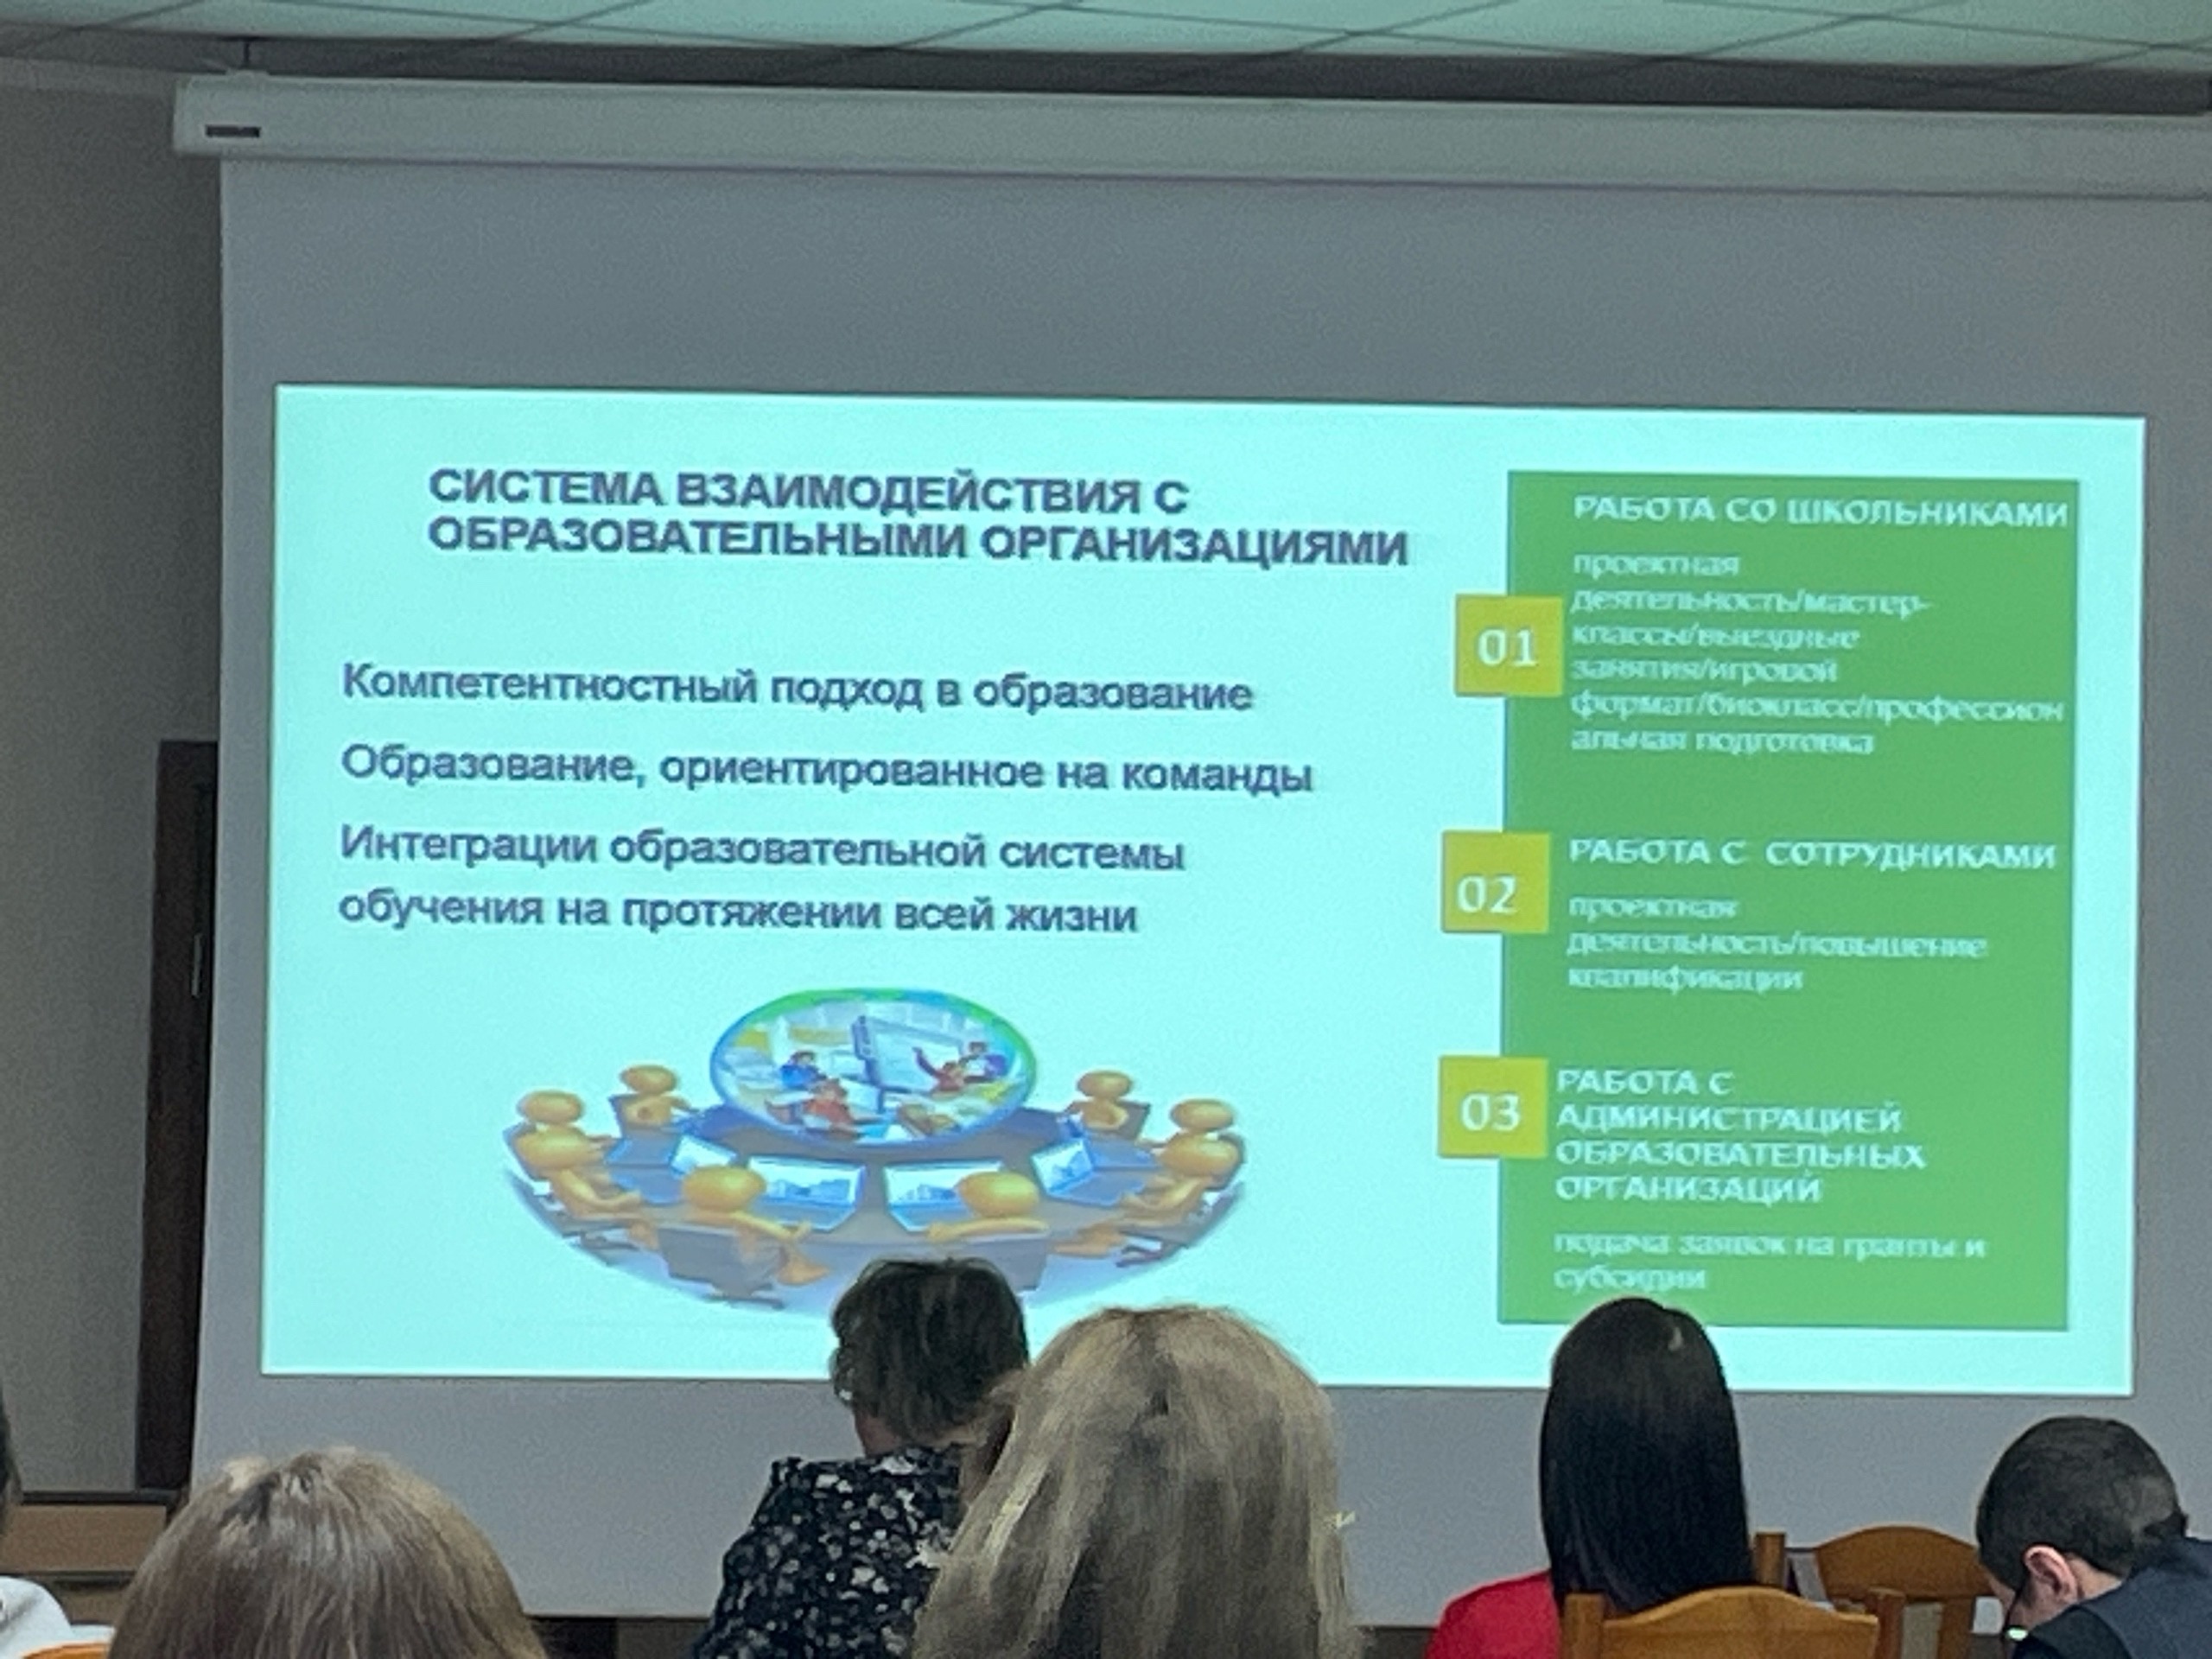 СИСТЕМА ВЗАИМОДЕЙСТВИЯ С
ОБРАЗОВАТЕЛЬНЫМИ ОРГАНИЗАЦИЯМИ
Компетентностный подход в образование
Образование, ориентированное на команды
Интеграции образовательной системы
обучения на протяжении всей жизни
РАБОТА СО ШКОЛЬНИКАМИ
01
проектная
деятельность/мастер-
классы/выездные
занятия/игровой
формат/биокласс/профессион
альная подготовка
РАБОТА С СОТРУДНИКАМИ
02
проектная
деятельность/повышение
квалификации
03
РАБОТА С
АДМИНИСТРАЦИЕЙ
ОБРАЗОВАТЕЛЬНЫХ
ОРГАНИЗАЦИЙ
подача заявок на гранты и
субсидии